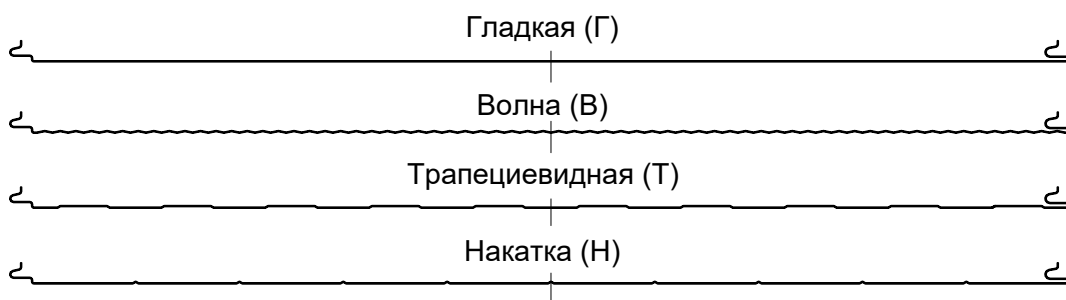 Гладкая (Г)
Волна (В)
Трапециевидная (Т)
Накатка (Н)